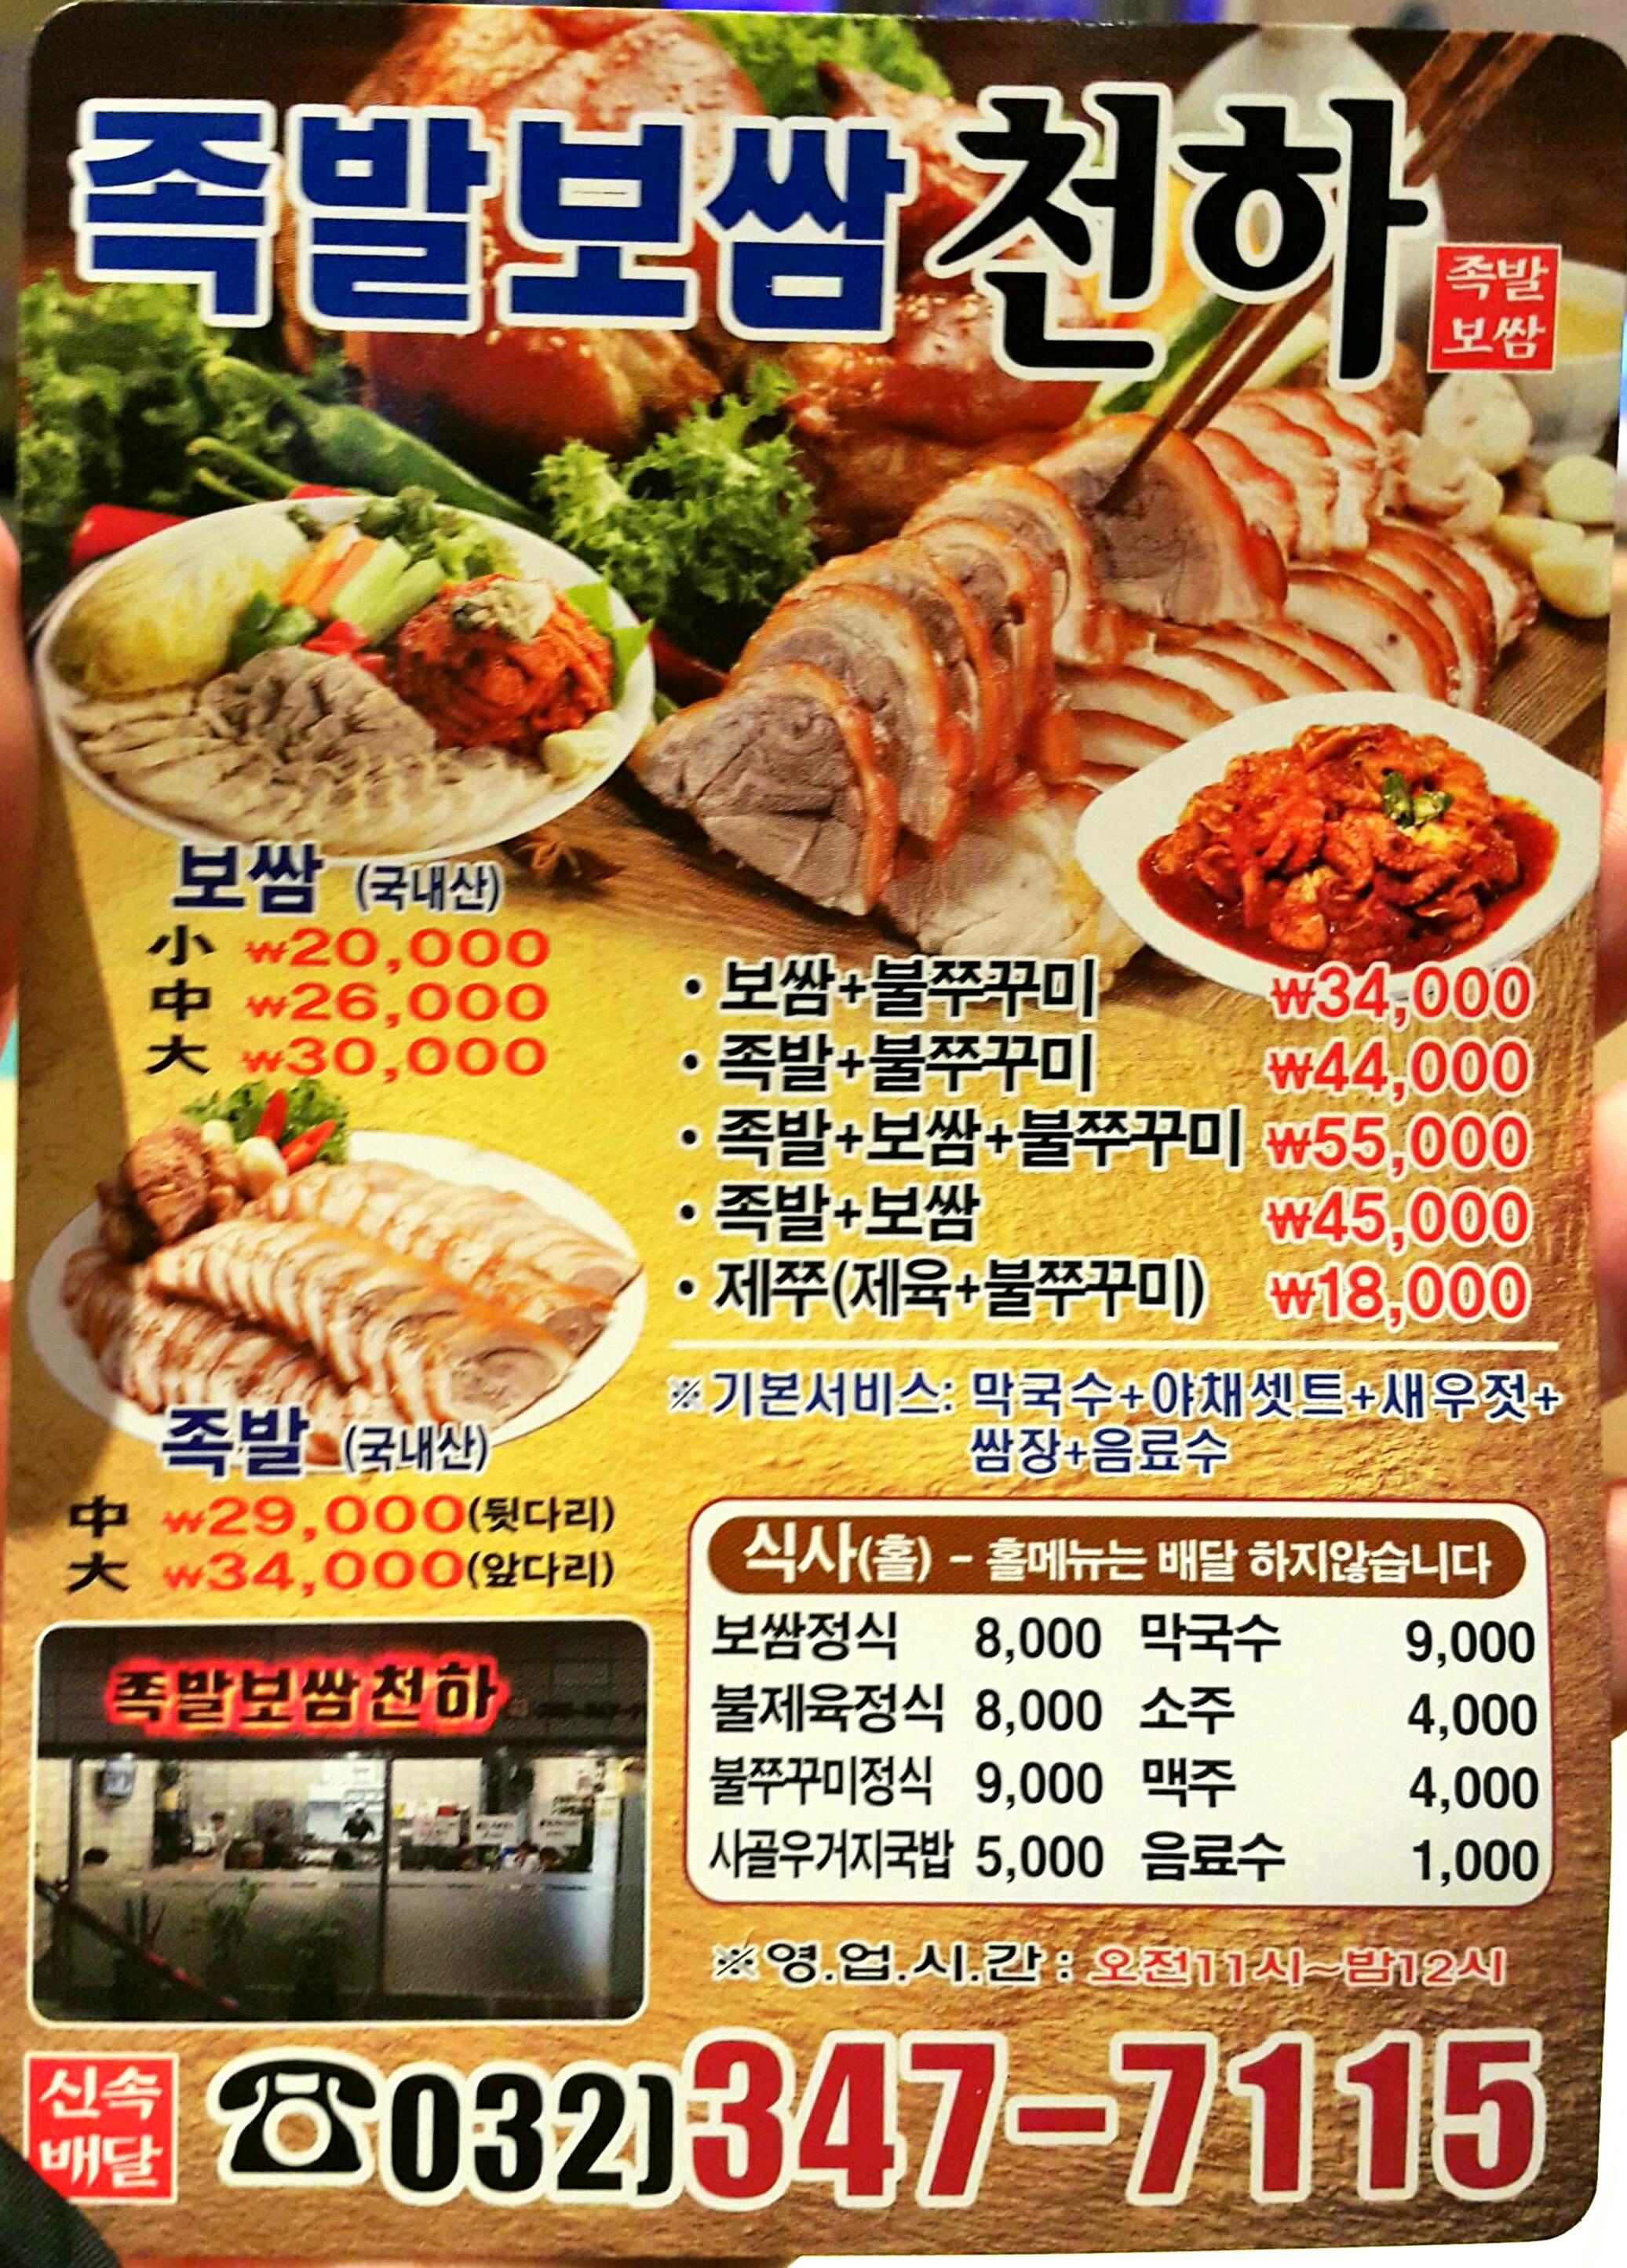 족발보쌈 천하
족발
보쌈
보쌈 (국내산)
小 ₩20,000
中 ₩26,000
大 ₩30,000
· 보쌈+불쭈꾸미 ₩34,000
· 족발+불쭈꾸미 ₩44,000
· 족발+보쌈+불쭈꾸미 ₩55,000
· 족발+보쌈 ₩45,000
· 제쭈(제육+불쭈꾸미) ₩18,000
※기본서비스: 막국수+야채셋트+새우젓+
쌈장+음료수
족발 (국내산)
中 ₩29,000(뒷다리)
大 ₩34,000(앞다리)
식사(홀) - 홀메뉴는 배달 하지않습니다
보쌈정식 8,000 막국수 9,000
불제육정식 8,000 소주 4,000
불쭈꾸미정식 9,000 맥주 4,000
사골우거지국밥 5,000 음료수 1,000
족발보쌈천하
※영.업.시.간 : 오전11시~밤12시
신속
배달
☎032)347-7115